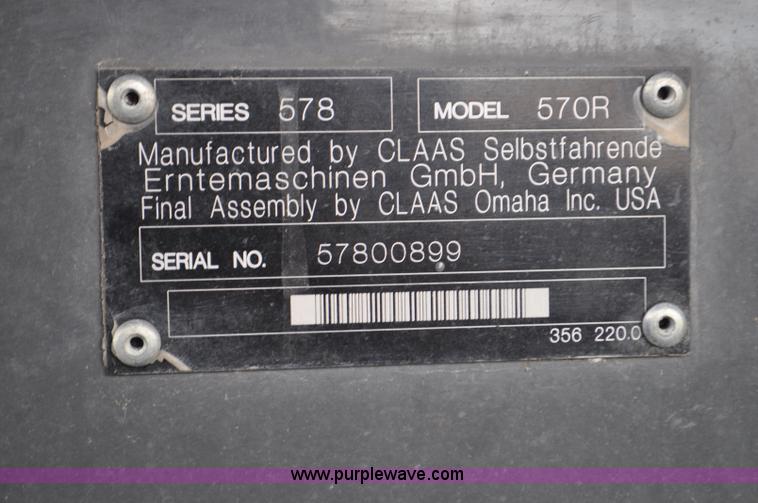 SERIES 578 MODEL 570R
Manufactured by CLAAS Selbstfahrende
Erntemaschinen GmbH, Germany
Final Assembly by CLAAS Omaha Inc. USA
SERIAL NO. 57800899
356 220.0
www.purplewave.com